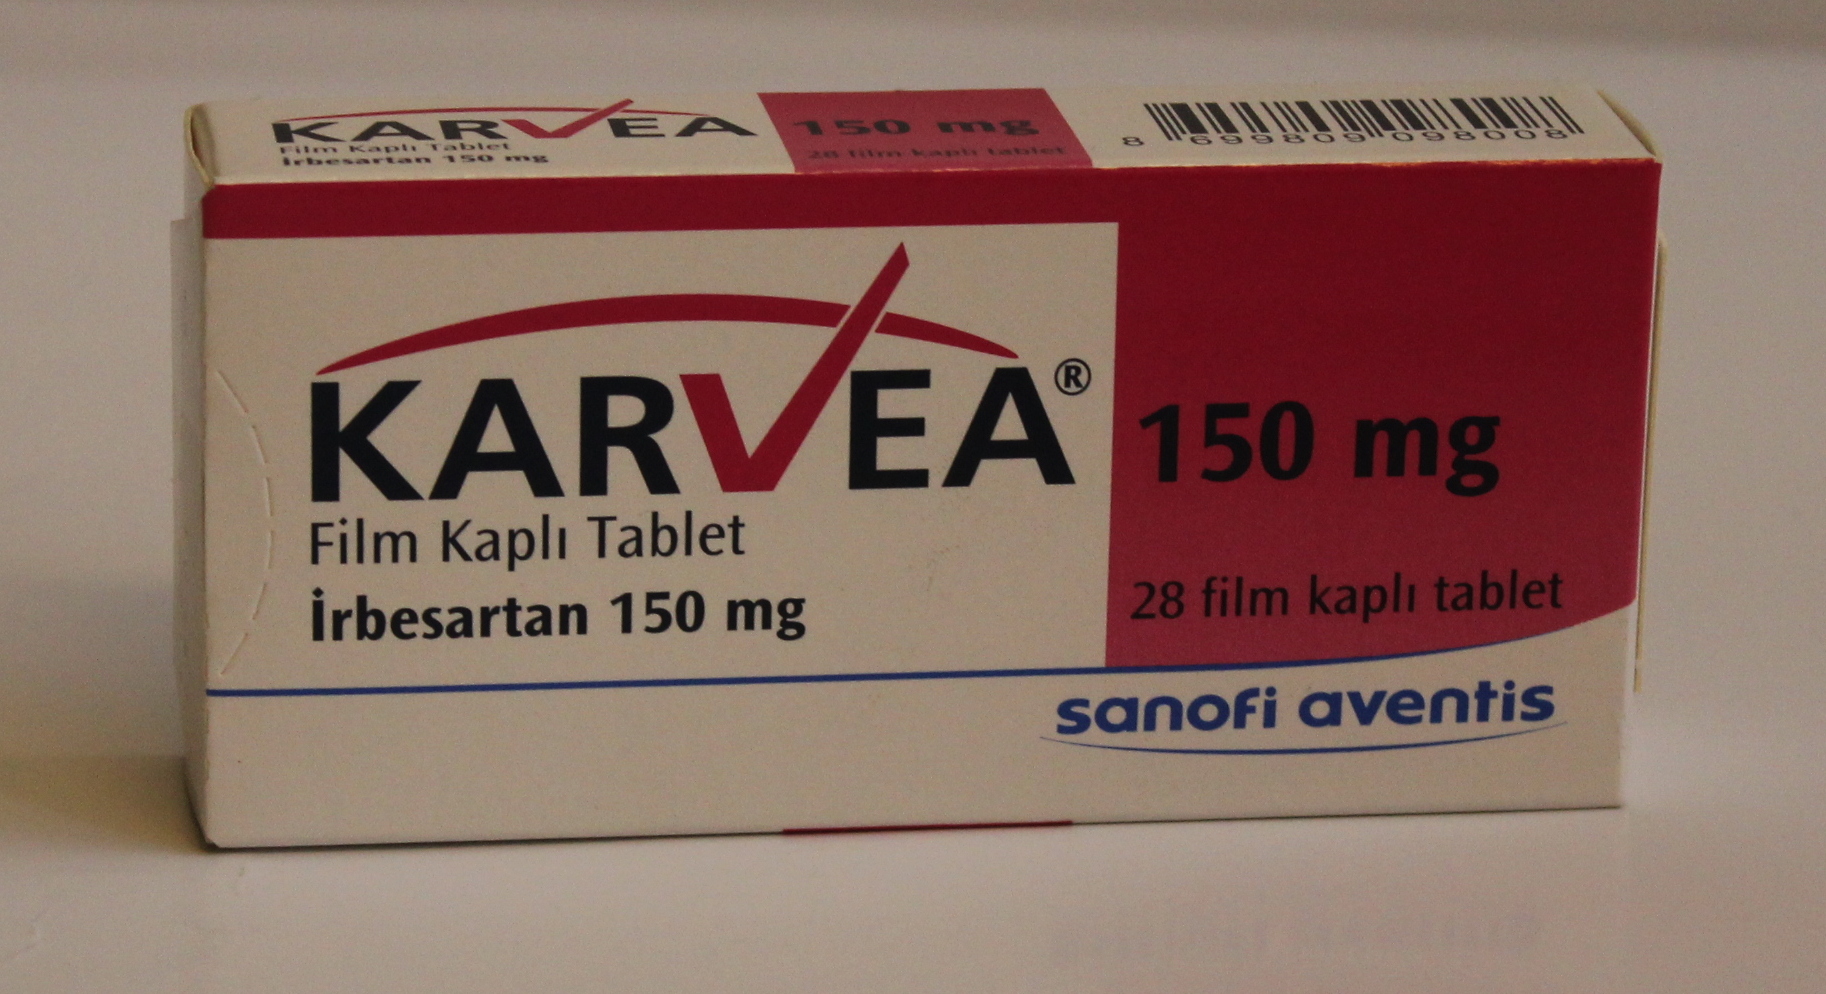 KARVEA
Film Kaplı Tablet
İrbesartan 150 mg
150 mg
28 film kaplı tablet
8 699809 098008
KARVEA®
Film Kaplı Tablet
İrbesartan 150 mg
150 mg
28 film kaplı tablet
sanofi aventis